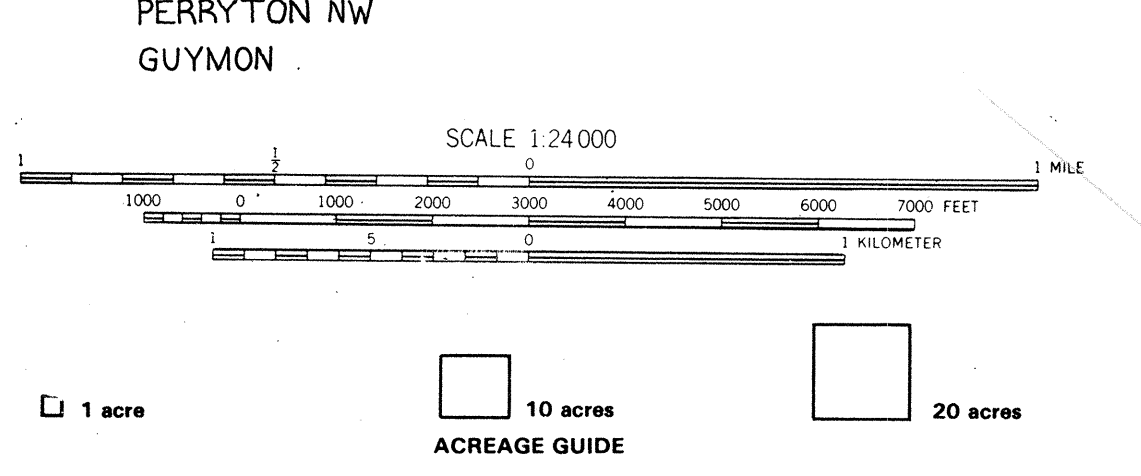 PERRYTON NW
GUYMON
SCALE 1:24 000
1 1/2 0 1 MILE
1000 0 1000 2000 3000 4000 5000 6000 7000 FEET
1 5 0 1 KILOMETER
1 acre 10 acres 20 acres
ACREAGE GUIDE